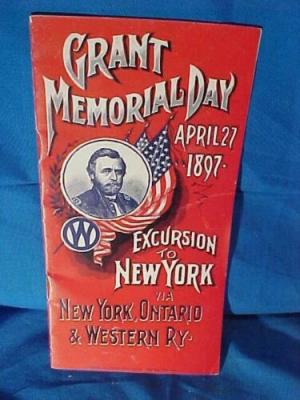 GRANT
MEMORIAL DAY
APRIL 27
1897.
W
EXCURSION
TO
NEW YORK
VIA
NEW YORK, ONTARIO
& WESTERN RY.